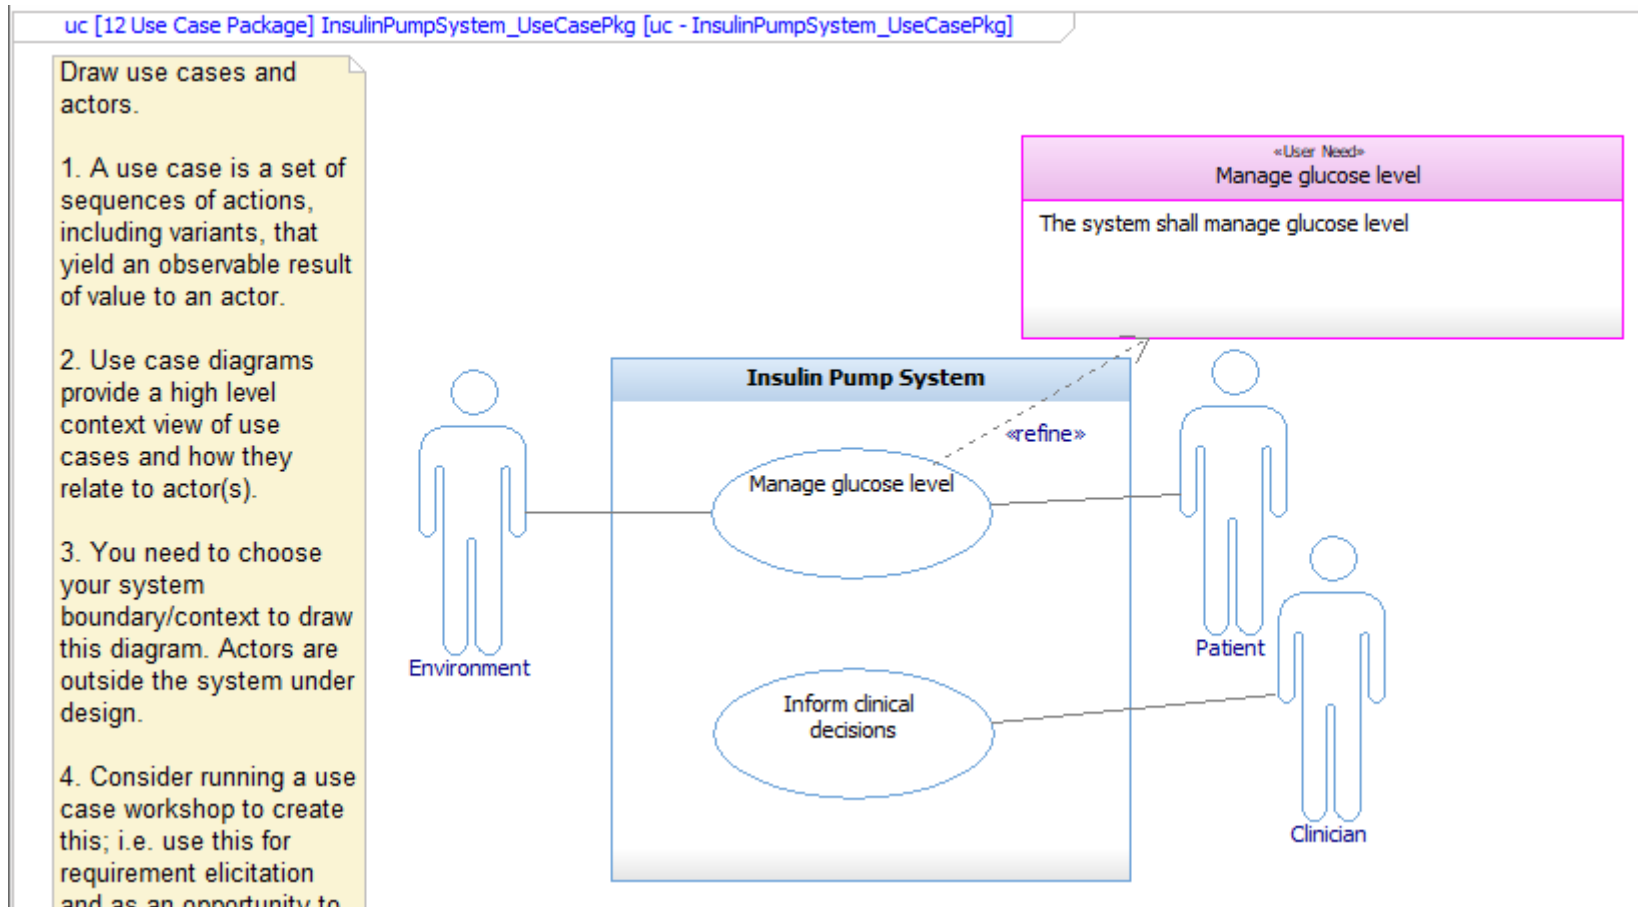 uc [12 Use Case Package] InsulinPumpSystem_UseCasePkg [uc - InsulinPumpSystem_UseCasePkg]
Draw use cases and
actors.
1. A use case is a set of
sequences of actions,
including variants, that
yield an observable result
of value to an actor.
2. Use case diagrams
provide a high level
context view of use
cases and how they
relate to actor(s).
3. You need to choose
your system
boundary/context to draw
this diagram. Actors are
outside the system under
design.
4. Consider running a use
case workshop to create
this; i.e. use this for
requirement elicitation
and as an opportunity to
«User Need»
Manage glucose level
The system shall manage glucose level
Insulin Pump System
«refine»
Manage glucose level
Environment
Patient
Inform clinical
decisions
Clinician